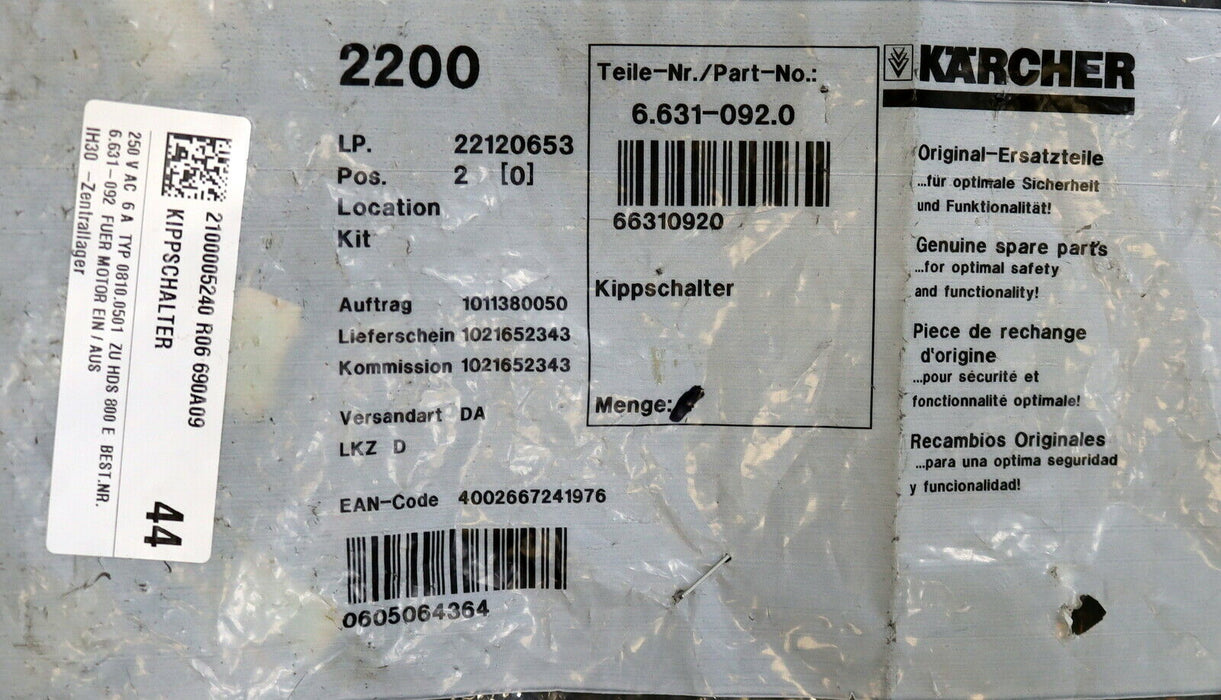 2100005240 R06 690A09
KIPPSCHALTER
44
250 V AC 6 A TYP 0810.0501 ZU HDS 800 E BEST.NR.
6.631-092 FUER MOTOR EIN / AUS
IH30 -Zentrallager
2200
LP. 22120653
Pos. 2 [0]
Location
Kit
Auftrag 1011380050
Lieferschein 1021652343
Kommission 1021652343
Versandart DA
LKZ D
EAN-Code 4002667241976
0605064364
Teile-Nr./Part-No.:
6.631-092.0
66310920
Kippschalter
Menge:
KÄRCHER
Original-Ersatzteile
...für optimale Sicherheit
und Funktionalität!
Genuine spare parts
...for optimal safety
and functionality!
Piece de rechange
d'origine
...pour sécurité et
fonctionnalité optimale!
Recambios Originales
...para una optima seguridad
y funcionalidad!